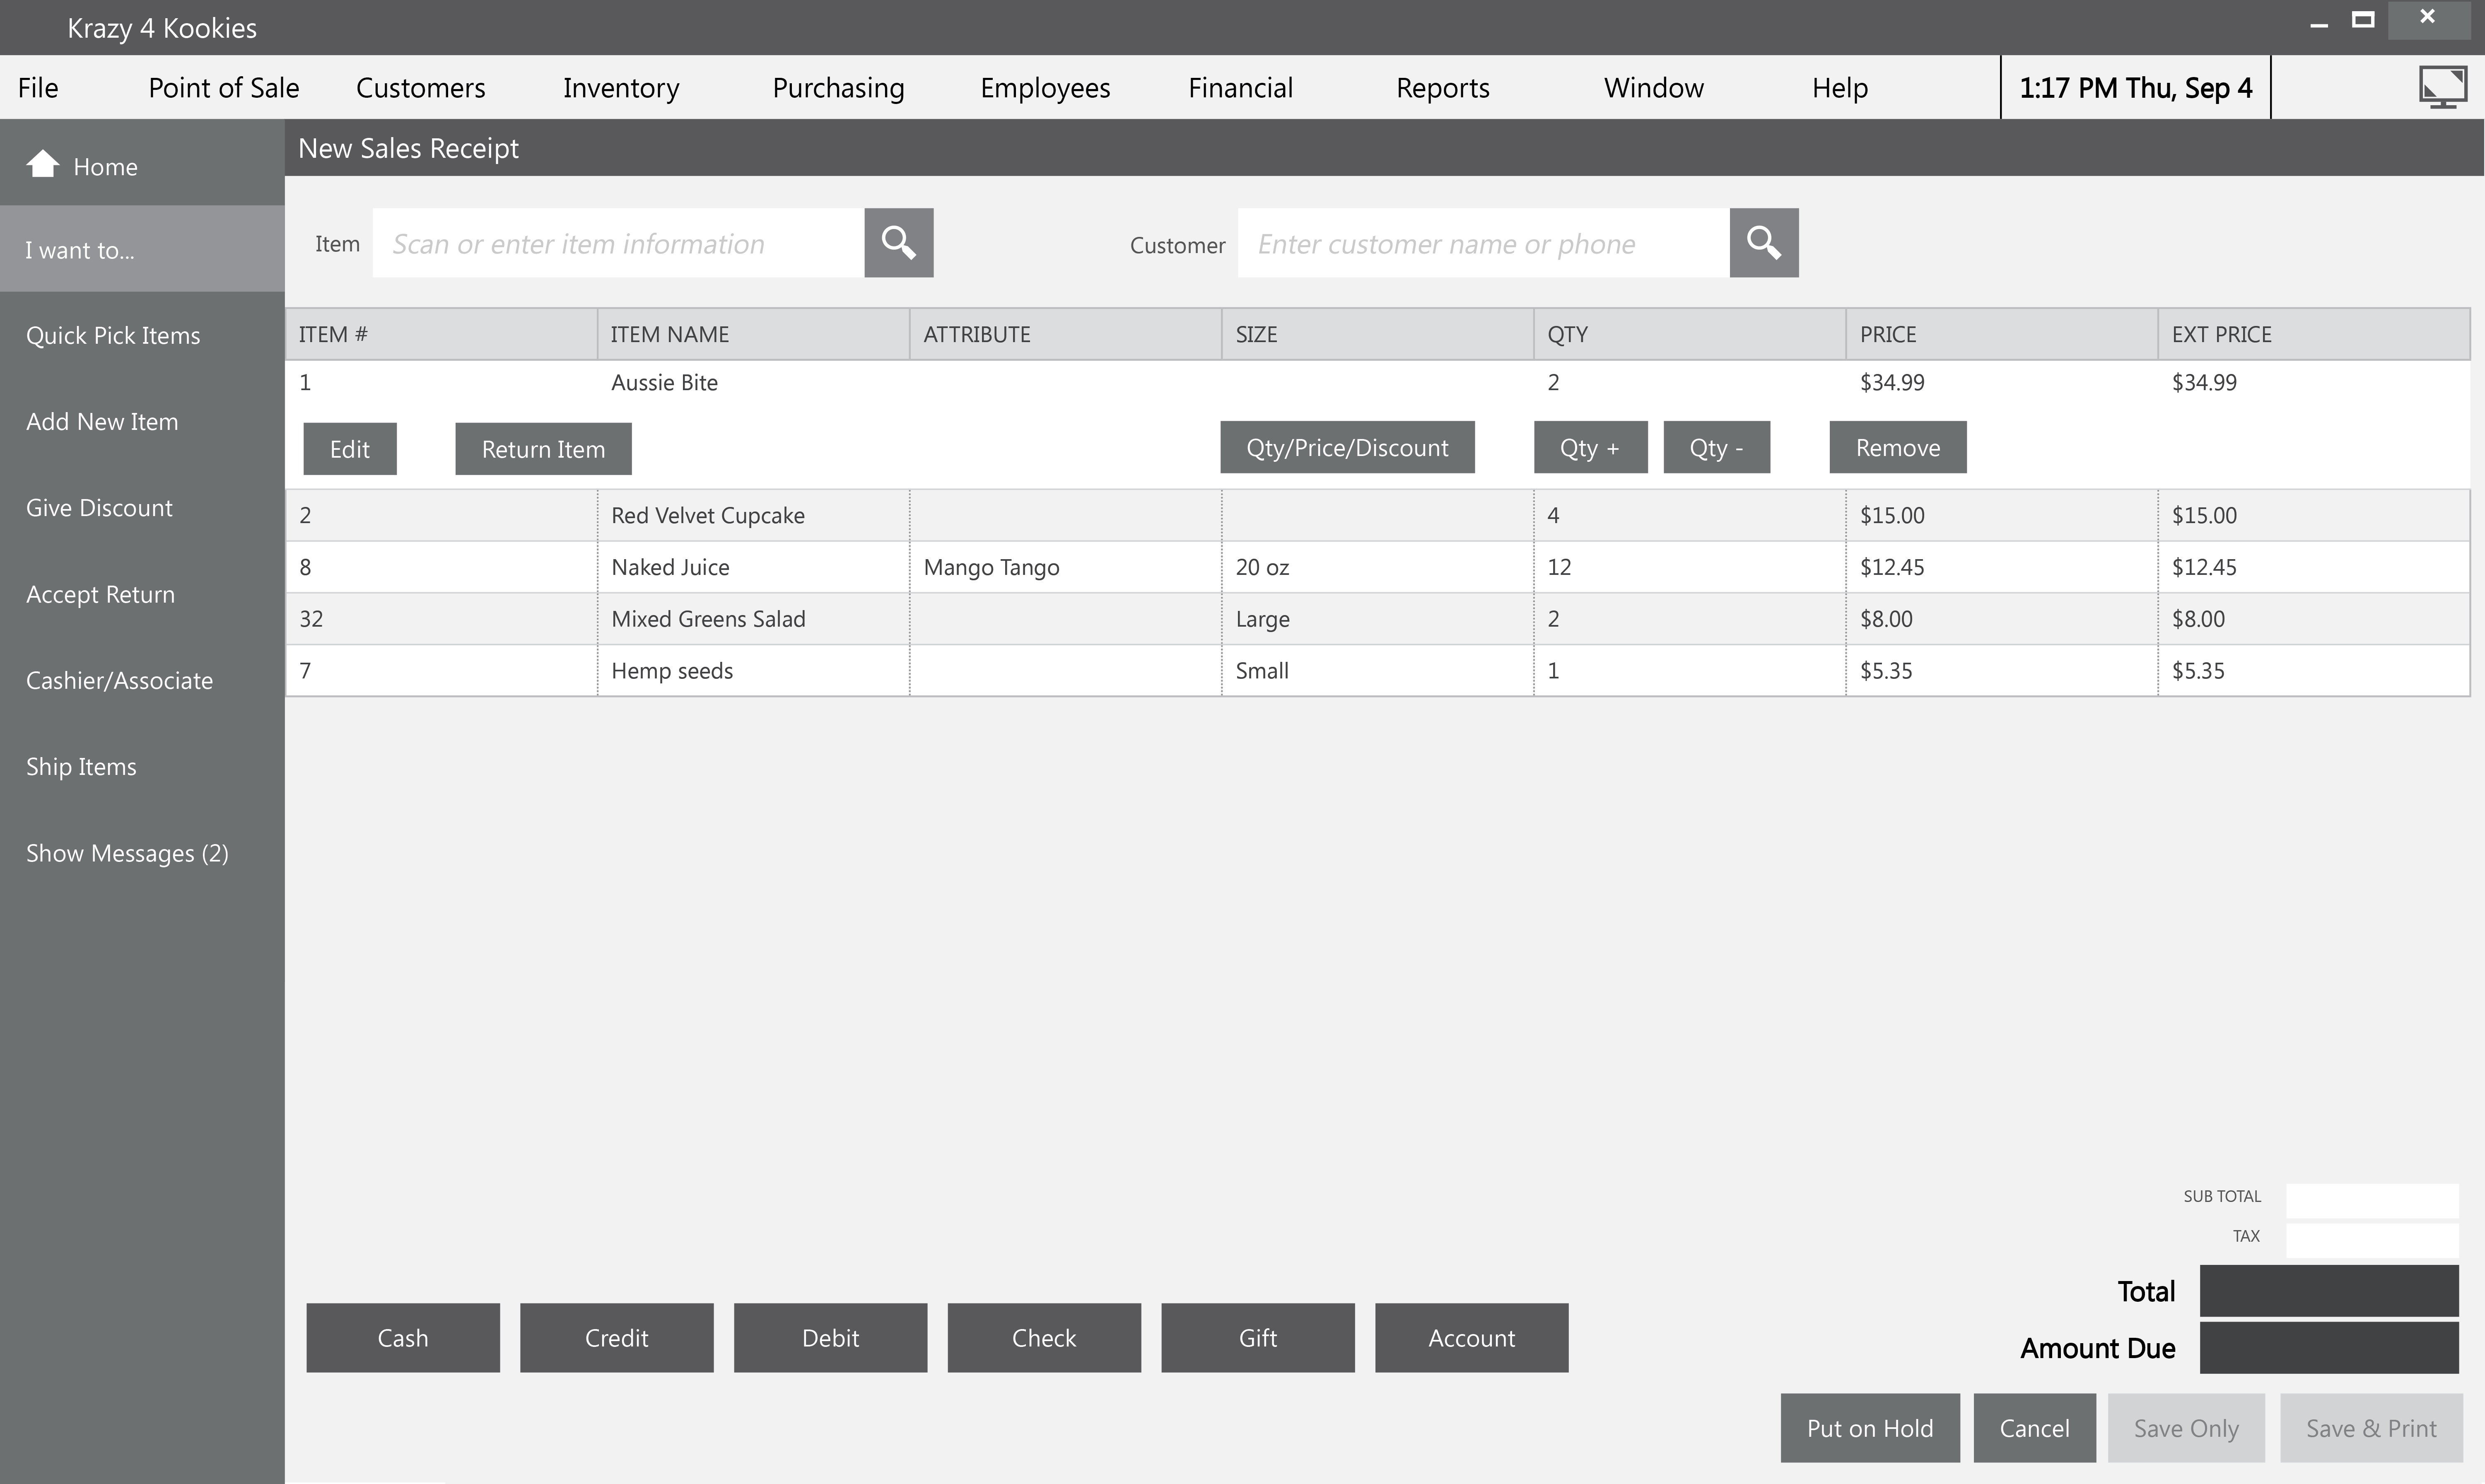 Krazy 4 Kookies
File Point of Sale Customers Inventory Purchasing Employees Financial Reports Window Help 1:17 PM Thu, Sep 4
Home
I want to...
Quick Pick Items
Add New Item
Give Discount
Accept Return
Cashier/Associate
Ship Items
Show Messages (2)
New Sales Receipt
Item Scan or enter item information Customer Enter customer name or phone
ITEM # ITEM NAME ATTRIBUTE SIZE QTY PRICE EXT PRICE
1 Aussie Bite 2 $34.99 $34.99
Edit Return Item Qty/Price/Discount Qty + Qty - Remove
2 Red Velvet Cupcake 4 $15.00 $15.00
8 Naked Juice Mango Tango 20 oz 12 $12.45 $12.45
32 Mixed Greens Salad Large 2 $8.00 $8.00
7 Hemp seeds Small 1 $5.35 $5.35
SUB TOTAL
TAX
Total
Amount Due
Cash Credit Debit Check Gift Account
Put on Hold Cancel Save Only Save & Print